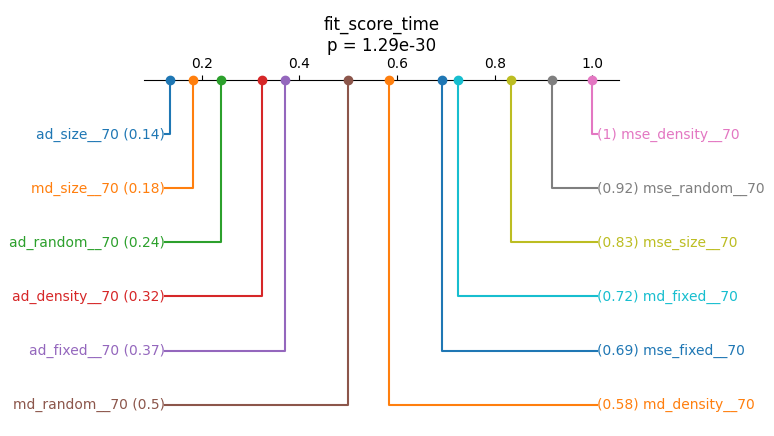 fit_score_time
p = 1.29e-30
0.2 0.4 0.6 0.8 1.0
ad_size__70 (0.14)
(1) mse_density__70
md_size__70 (0.18)
(0.92) mse_random__70
ad_random__70 (0.24)
(0.83) mse_size__70
ad_density__70 (0.32)
(0.72) md_fixed__70
ad_fixed__70 (0.37)
(0.69) mse_fixed__70
md_random__70 (0.5)
(0.58) md_density__70